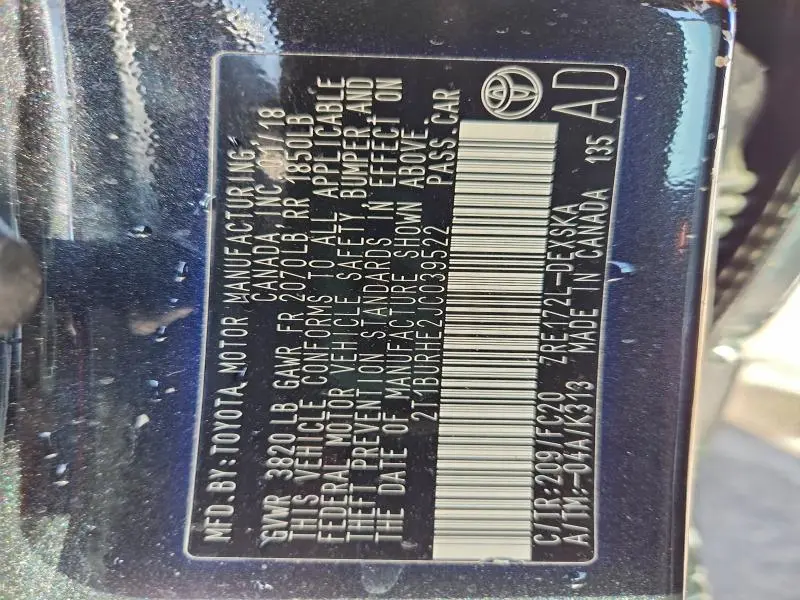 MFD.BY:TOYOTA MOTOR MANUFACTURING
CANADA, INC. 01/18
GVWR 3820 LB GAWR FR 2070LB RR 1850LB
THIS VEHICLE CONFORMS TO ALL APPLICABLE
FEDERAL MOTOR VEHICLE SAFETY BUMPER AND
THEFT PREVENTION STANDARDS IN EFFECT ON
THE DATE OF MANUFACTURE SHOWN ABOVE.
2T1BURHE2JC039522 PASS.CAR
C/TR:209/FC20 ZRE172L-DEXSKA
A/TM:-04A/K313 MADE IN CANADA 135 AD